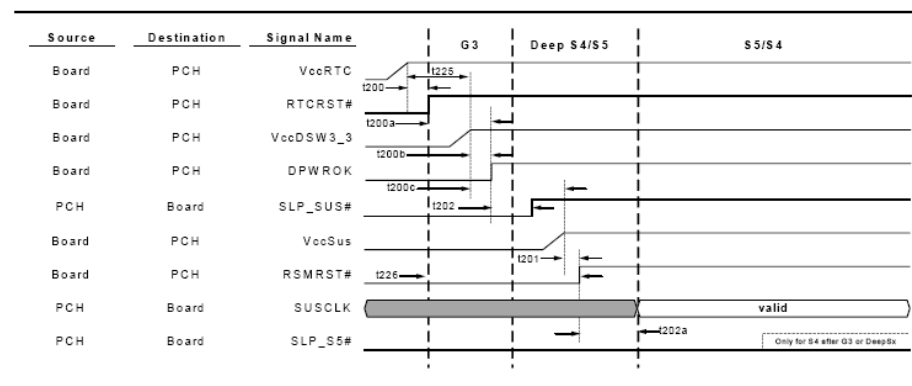 Source Destination Signal Name G3 Deep S4/S5 S5/S4
Board PCH VccRTC t225
t200
Board PCH RTCRST#
t200a
Board PCH VccDSW3_3
t200b
Board PCH DPWROK
t200c
PCH Board SLP_SUS# t202
Board PCH VccSus
t201
Board PCH RSMRST# t226
PCH Board SUSCLK valid
PCH Board SLP_S5# t202a
Only for S4 after G3 or DeepSx